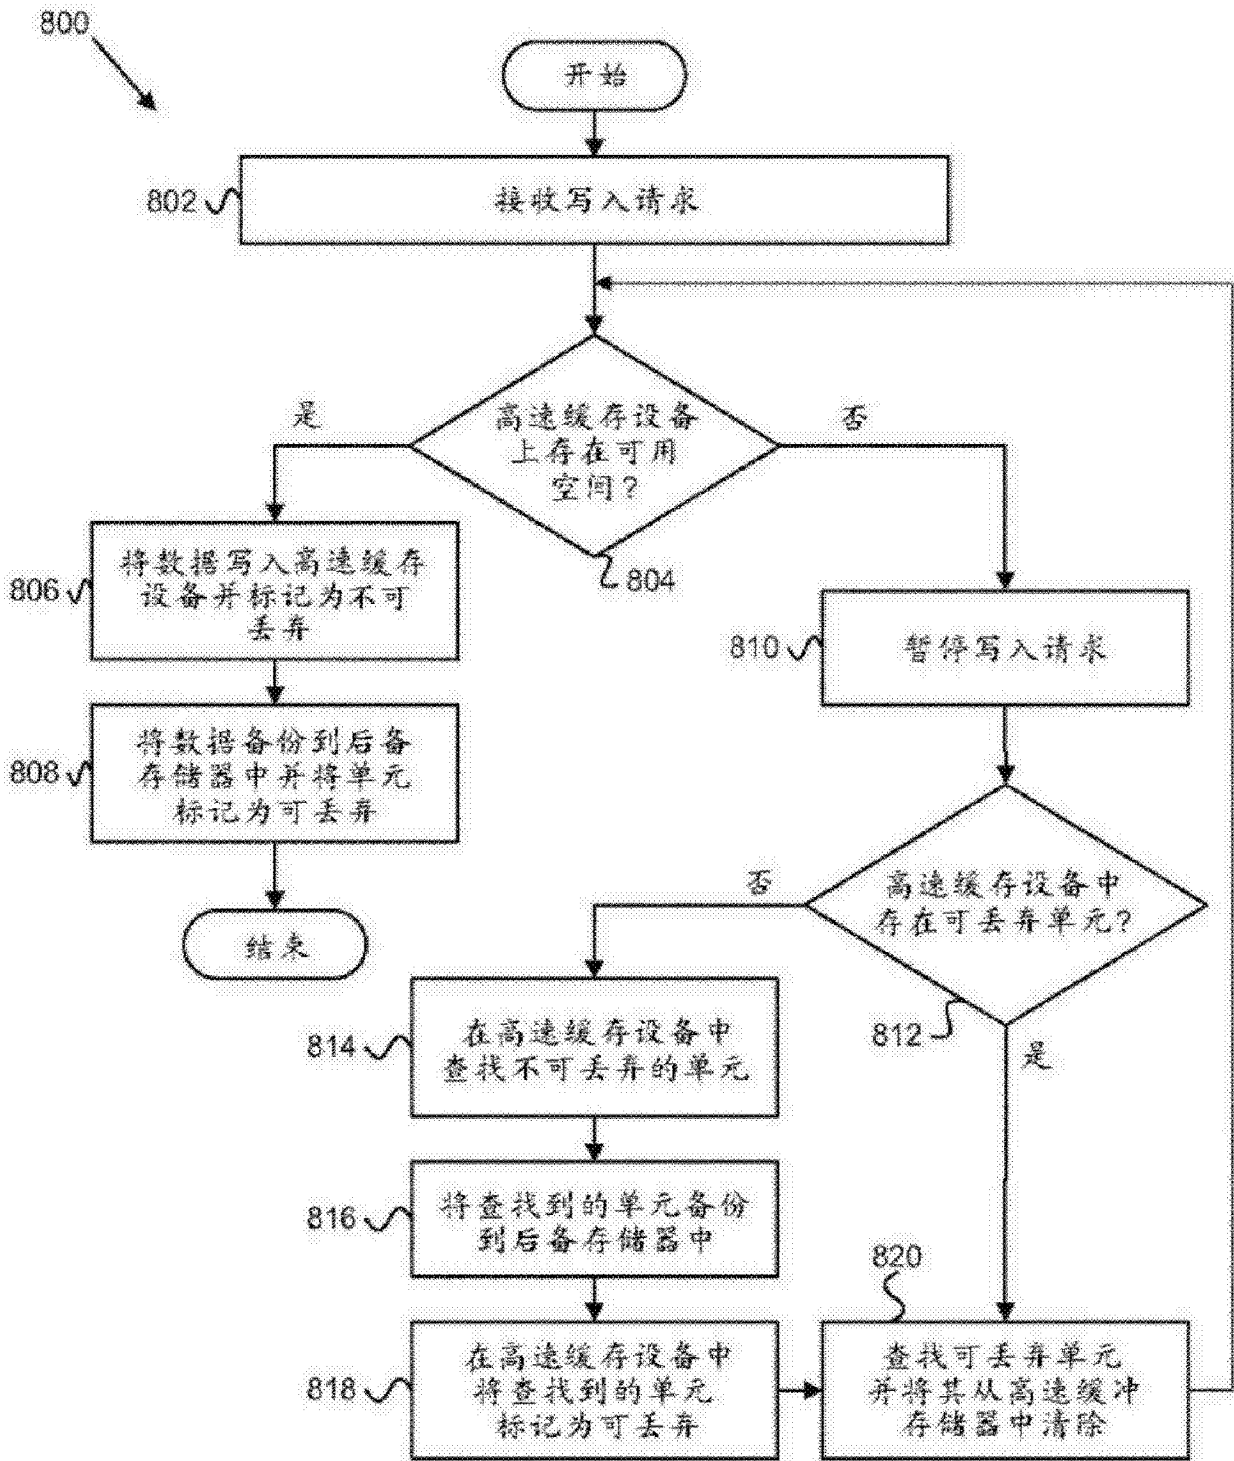 800
开始
802
接收写入请求
是
高速缓存设备
上存在可用
空间?
否
804
806
将数据写入高速缓存
设备并标记为不可
丢弃
810
暂停写入请求
808
将数据备份到后备
存储器中并将单元
标记为可丢弃
结束
否
高速缓存设备中
存在可丢弃单元?
812
是
814
在高速缓存设备中
查找不可丢弃的单元
816
将查找到的单元备份
到后备存储器中
820
818
在高速缓存设备中
将查找到的单元
标记为可丢弃
查找可丢弃单元
并将其从高速缓冲
存储器中清除